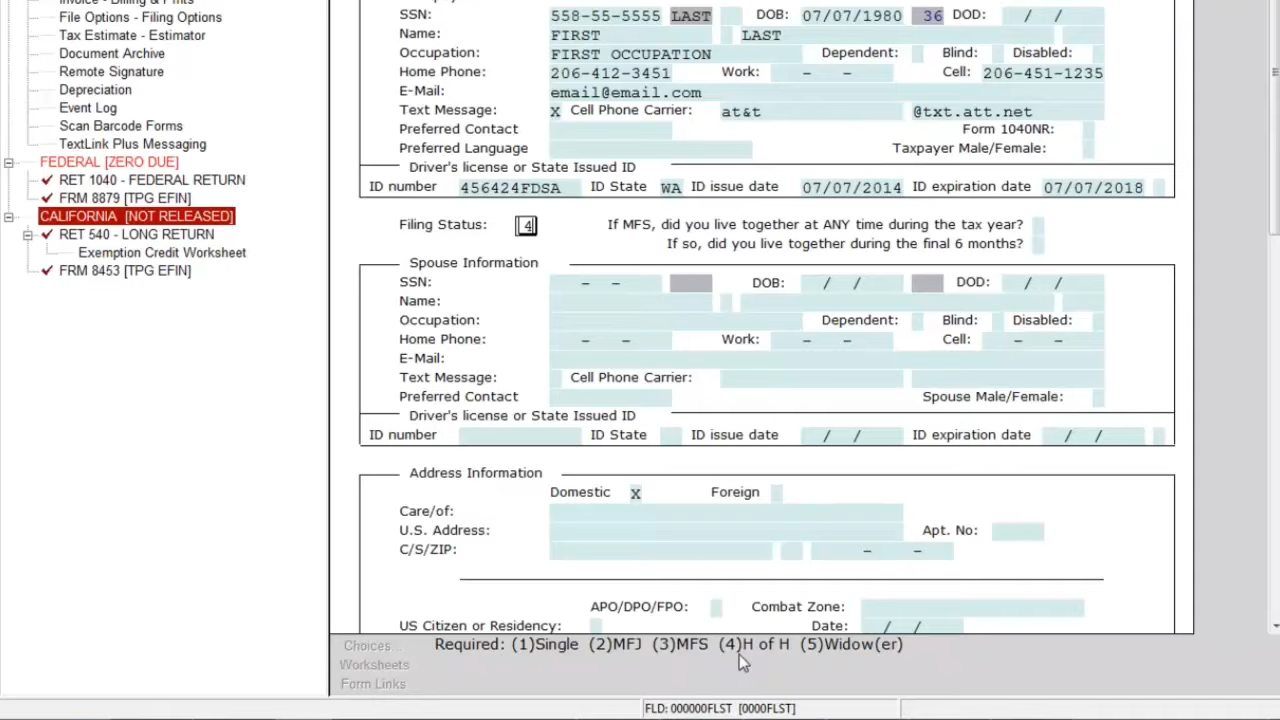 Invoice - Billing & Pmts
File Options - Filing Options
Tax Estimate - Estimator
Document Archive
Remote Signature
Depreciation
Event Log
Scan Barcode Forms
TextLink Plus Messaging
FEDERAL [ZERO DUE]
RET 1040 - FEDERAL RETURN
FRM 8879 [TPG EFIN]
CALIFORNIA [NOT RELEASED]
RET 540 - LONG RETURN
Exemption Credit Worksheet
FRM 8453 [TPG EFIN]
SSN: 558-55-5555 LAST DOB: 07/07/1980 36 DOD: / /
Name: FIRST LAST
Occupation: FIRST OCCUPATION Dependent: Blind: Disabled:
Home Phone: 206-412-3451 Work: - - Cell: 206-451-1235
E-Mail: email@email.com
Text Message: X Cell Phone Carrier: at&t @txt.att.net
Preferred Contact Form 1040NR:
Preferred Language Taxpayer Male/Female:
Driver's license or State Issued ID
ID number 456424FDSA ID State WA ID issue date 07/07/2014 ID expiration date 07/07/2018
Filing Status: 4 If MFS, did you live together at ANY time during the tax year?
If so, did you live together during the final 6 months?
Spouse Information
SSN: - - DOB: / / DOD: / /
Name:
Occupation: Dependent: Blind: Disabled:
Home Phone: - - Work: - - Cell: - -
E-Mail:
Text Message: Cell Phone Carrier:
Preferred Contact Spouse Male/Female:
Driver's license or State Issued ID
ID number ID State ID issue date / / ID expiration date / /
Address Information
Domestic X Foreign
Care/of:
U.S. Address: Apt. No:
C/S/ZIP: - -
APO/DPO/FPO: Combat Zone:
US Citizen or Residency: Date: / /
Choices... Required: (1)Single (2)MFJ (3)MFS (4)H of H (5)Widow(er)
Worksheets
Form Links
FLD: 000000FLST [0000FLST]